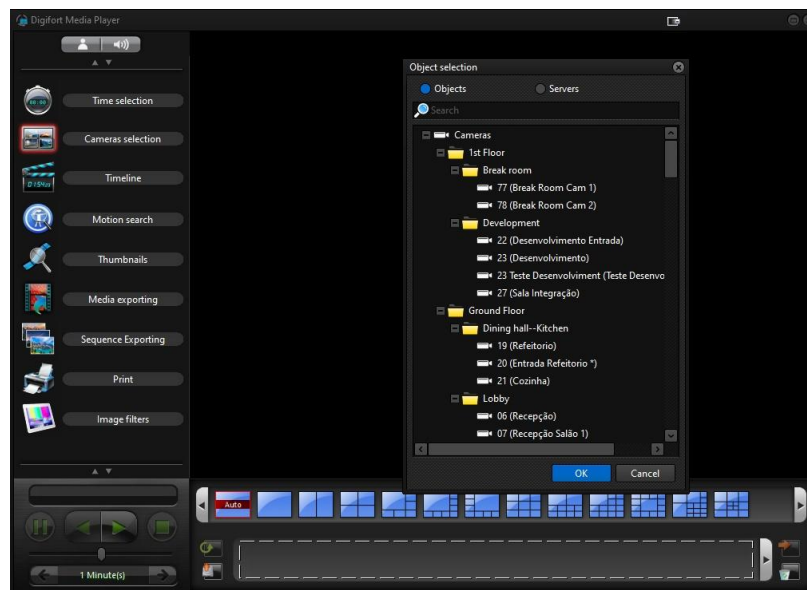 Digifort Media Player
Time selection
Cameras selection
Timeline
Motion search
Thumbnails
Media exporting
Sequence Exporting
Print
Image filters
1 Minute(s)
Object selection
Objects
Servers
Search
Cameras
1st Floor
Break room
77 (Break Room Cam 1)
78 (Break Room Cam 2)
Development
22 (Desenvolvimento Entrada)
23 (Desenvolvimento)
23 Teste Desenvolviment (Teste Desenvo
27 (Sala Integração)
Ground Floor
Dining hall--Kitchen
19 (Refeitorio)
20 (Entrada Refeitorio *)
21 (Cozinha)
Lobby
06 (Recepção)
07 (Recepção Salão 1)
OK
Cancel
Auto